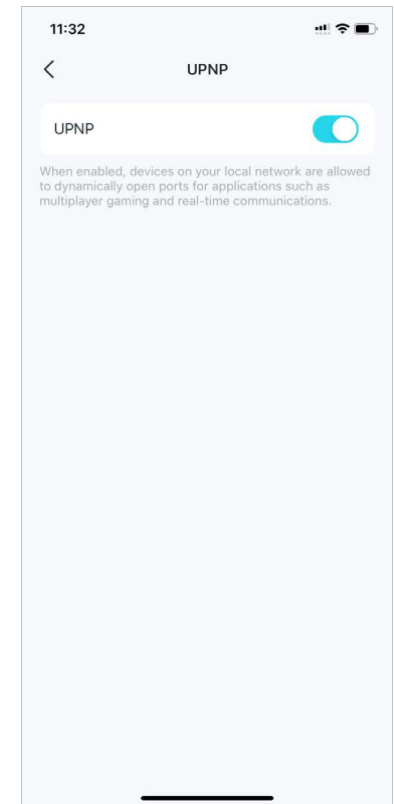 11:32
UPNP
UPNP
When enabled, devices on your local network are allowed
to dynamically open ports for applications such as
multiplayer gaming and real-time communications.